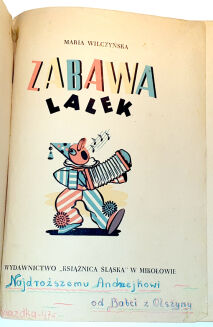 MARIA WILCZYŃSKA
ZABAWA
LALEK
WYDAWNICTWO „KSIĄŻNICA ŚLĄSKA" W MIKOŁOWIE
Najdroższemu Andrzejkowi
od Babci z Olszyny